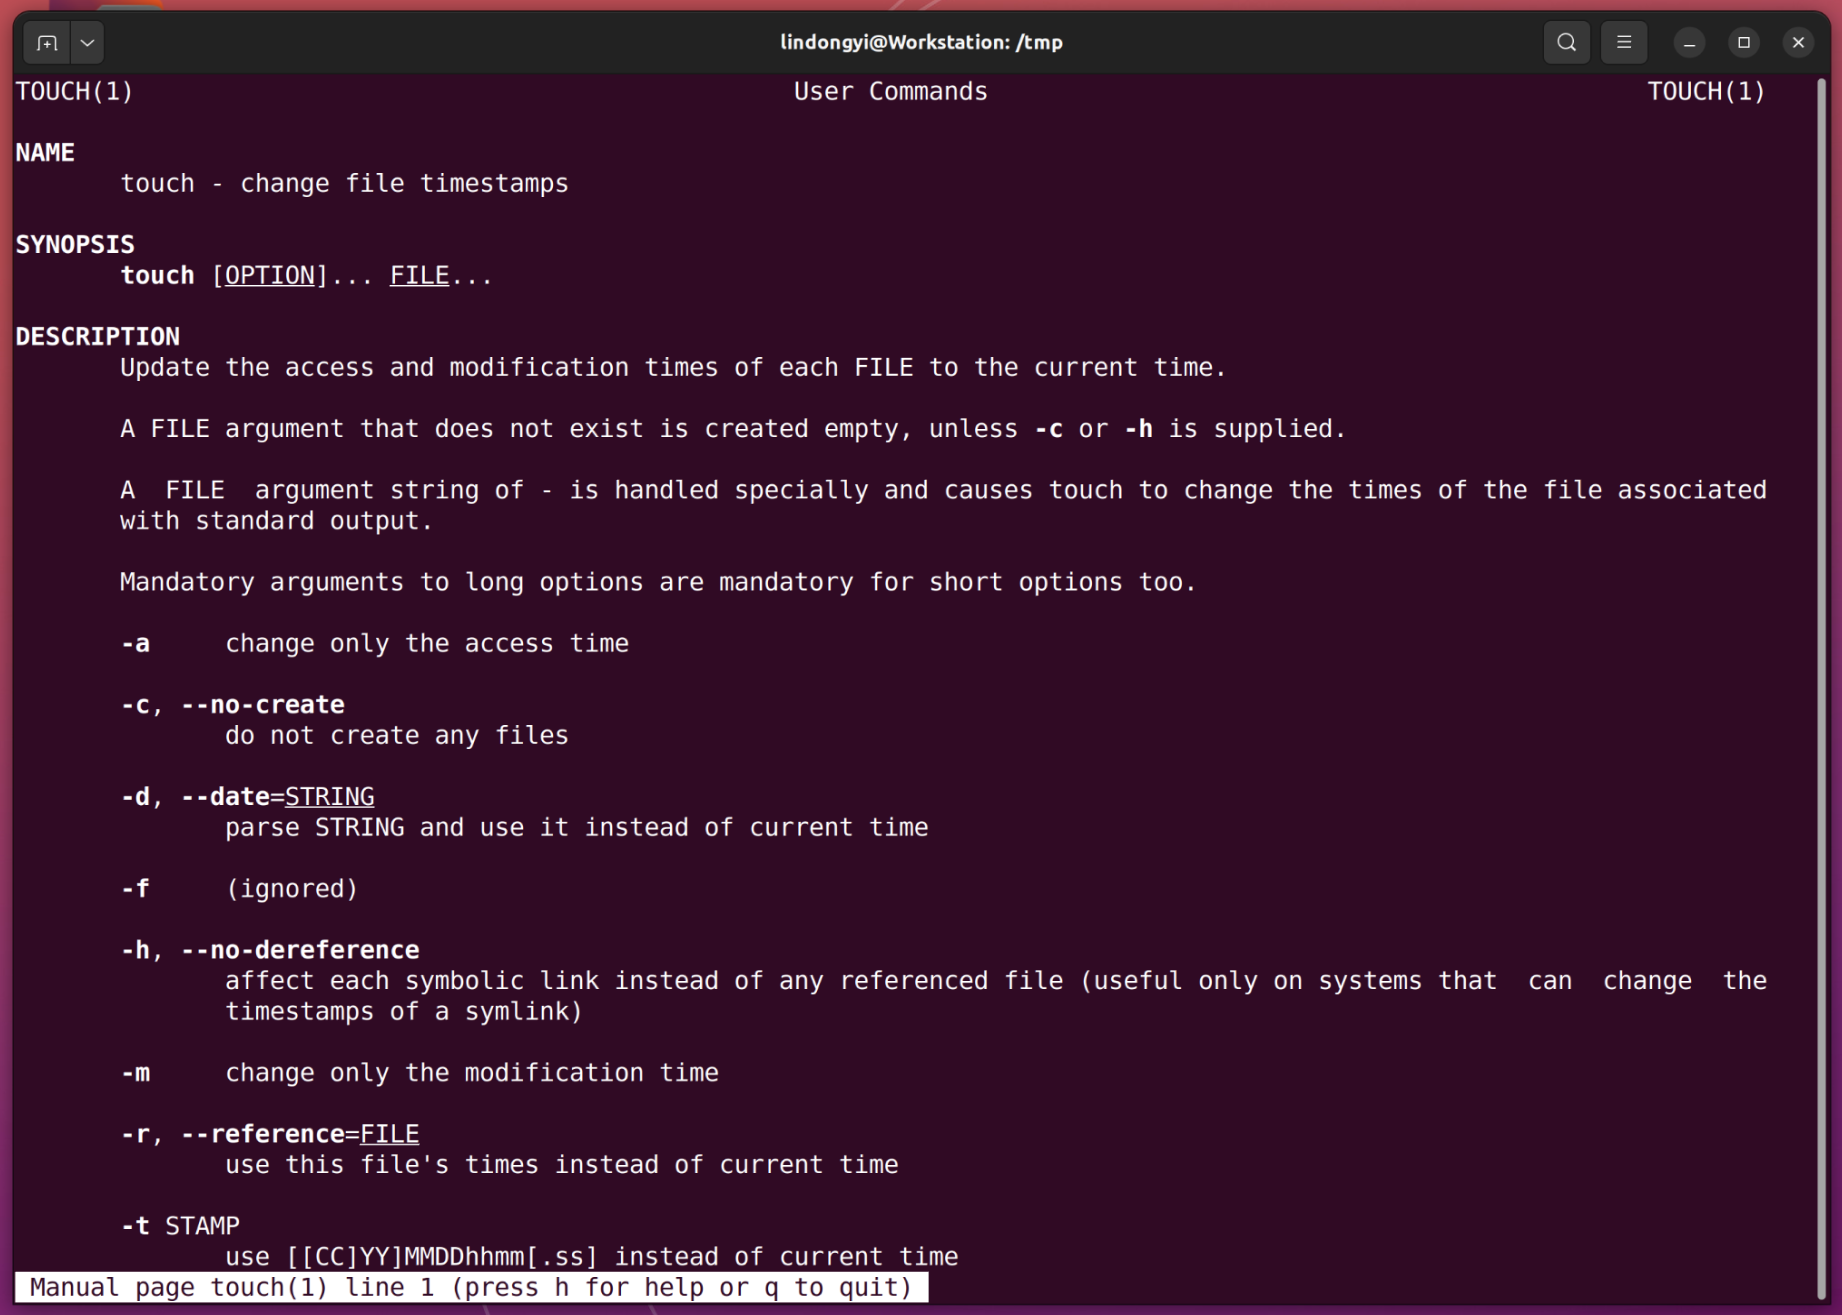 lindongyi@Workstation: /tmp
TOUCH(1) User Commands TOUCH(1)
NAME
touch - change file timestamps
SYNOPSIS
touch [OPTION]... FILE...
DESCRIPTION
Update the access and modification times of each FILE to the current time.
A FILE argument that does not exist is created empty, unless -c or -h is supplied.
A  FILE  argument string of - is handled specially and causes touch to change the times of the file associated
with standard output.
Mandatory arguments to long options are mandatory for short options too.
-a     change only the access time
-c, --no-create
do not create any files
-d, --date=STRING
parse STRING and use it instead of current time
-f     (ignored)
-h, --no-dereference
affect each symbolic link instead of any referenced file (useful only on systems that  can  change  the
timestamps of a symlink)
-m     change only the modification time
-r, --reference=FILE
use this file's times instead of current time
-t STAMP
use [[CC]YY]MMDDhhmm[.ss] instead of current time
Manual page touch(1) line 1 (press h for help or q to quit)